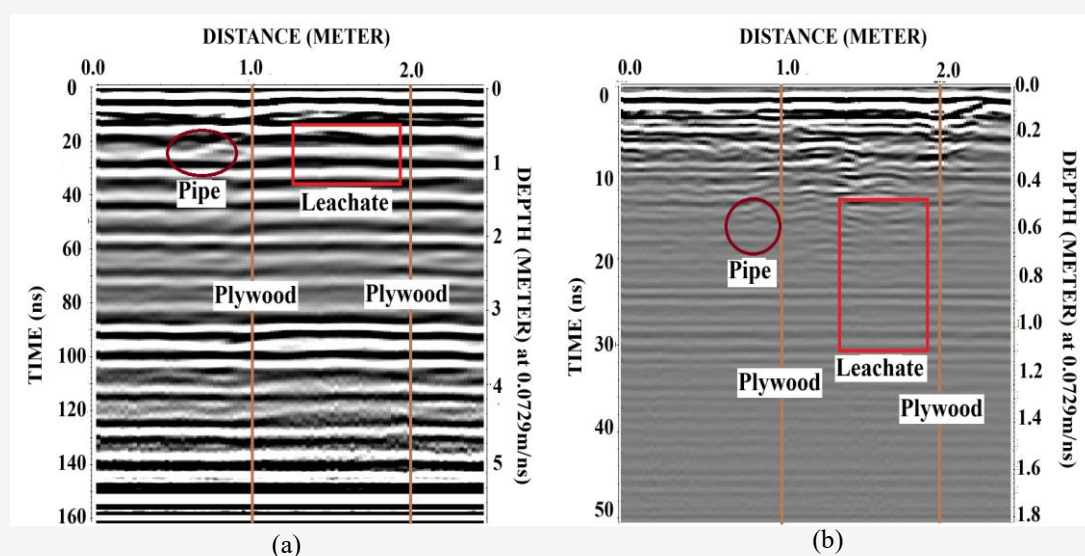 DISTANCE (METER)
0.0 1.0 2.0
TIME (ns)
0
20
40
60
80
100
120
140
160
Pipe
Leachate
Plywood
Plywood
0
1
2
3
4
5
DEPTH (METER) at 0.0729m/ns
(a)
DISTANCE (METER)
0.0 1.0 2.0
TIME (ns)
0
10
20
30
40
50
Pipe
Leachate
Plywood
Plywood
0.0
0.2
0.4
0.6
0.8
1.0
1.2
1.4
1.6
1.8
DEPTH (METER) at 0.0729m/ns
(b)